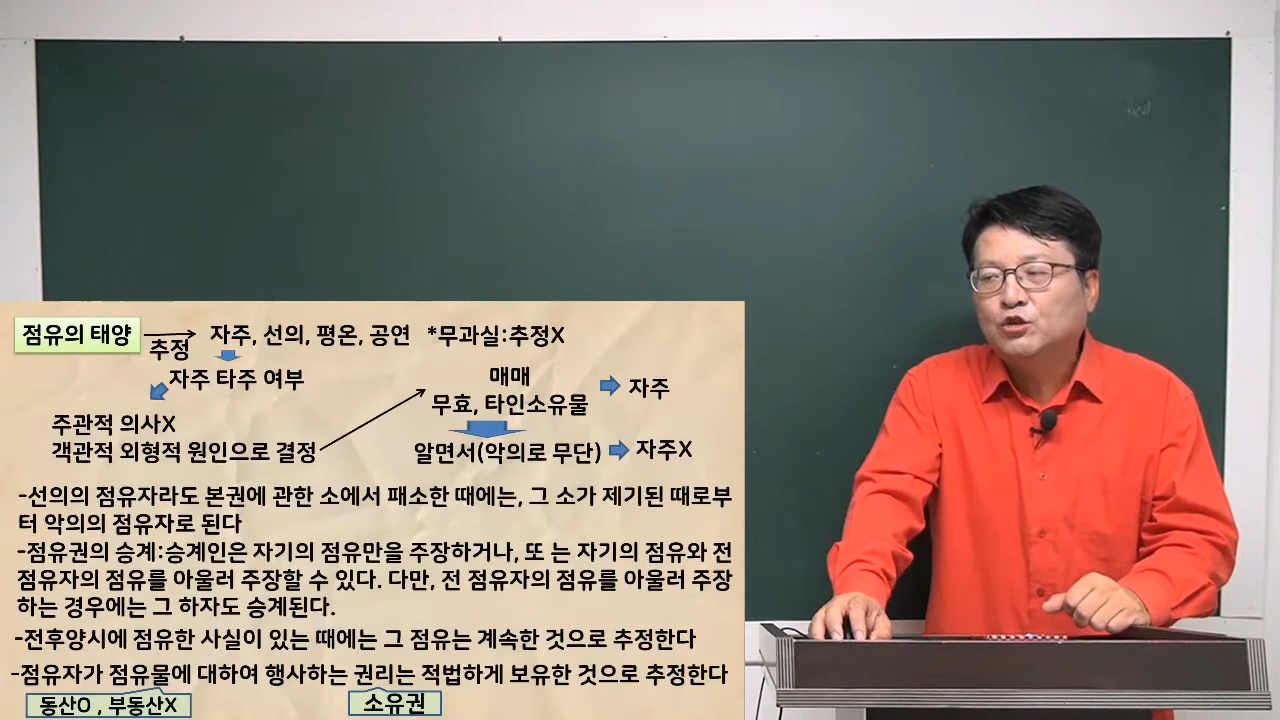 점유의 태양 추정 자주, 선의, 평온, 공연 *무과실:추정X
자주 타주 여부
주관적 의사X
객관적 외형적 원인으로 결정
매매
무효, 타인소유물
자주
알면서(악의로 무단)
자주X
-선의의 점유자라도 본권에 관한 소에서 패소한 때에는, 그 소가 제기된 때로부
터 악의의 점유자로 된다
-점유권의 승계:승계인은 자기의 점유만을 주장하거나, 또 는 자기의 점유와 전
점유자의 점유를 아울러 주장할 수 있다. 다만, 전 점유자의 점유를 아울러 주장
하는 경우에는 그 하자도 승계된다.
-전후양시에 점유한 사실이 있는 때에는 그 점유는 계속한 것으로 추정한다
-점유자가 점유물에 대하여 행사하는 권리는 적법하게 보유한 것으로 추정한다
동산O , 부동산X
소유권